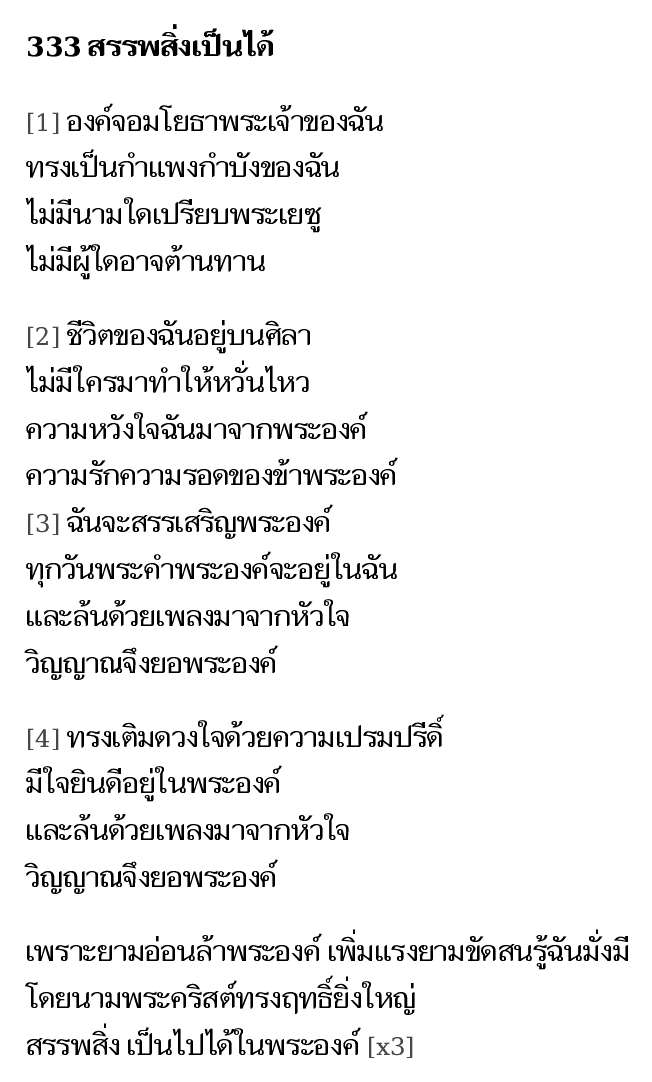 333 สรรพสิ่งเป็นได้
[1] องค์จอมโยธาพระเจ้าของฉัน
ทรงเป็นกำแพงกำบังของฉัน
ไม่มีนามใดเปรียบพระเยซู
ไม่มีผู้ใดอาจต้านทาน
[2] ชีวิตของฉันอยู่บนศิลา
ไม่มีใครมาทำให้หวั่นไหว
ความหวังใจฉันมาจากพระองค์
ความรักความรอดของข้าพระองค์
[3] ฉันจะสรรเสริญพระองค์
ทุกวันพระคำพระองค์จะอยู่ในฉัน
และล้นด้วยเพลงมาจากหัวใจ
วิญญาณจึงยอพระองค์
[4] ทรงเติมดวงใจด้วยความเปรมปรีดิ์
มีใจยินดีอยู่ในพระองค์
และล้นด้วยเพลงมาจากหัวใจ
วิญญาณจึงยอพระองค์
เพราะยามอ่อนล้าพระองค์ เพิ่มแรงยามขัดสนรู้ฉันมั่งมี
โดยนามพระคริสต์ทรงฤทธิ์ยิ่งใหญ่
สรรพสิ่ง เป็นไปได้ในพระองค์ [x3]